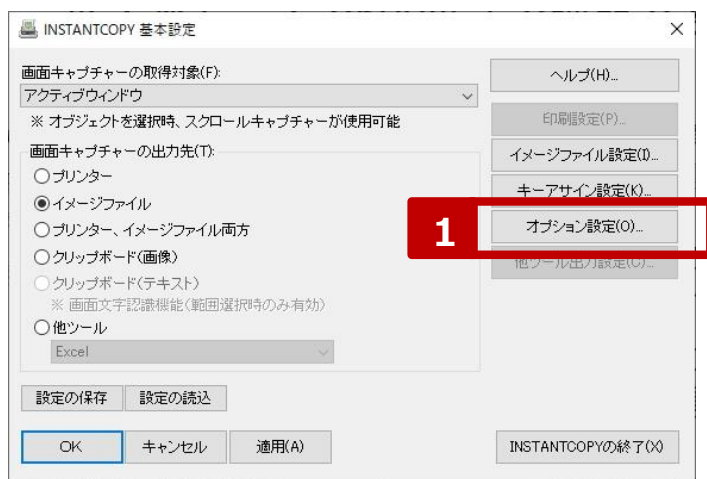 INSTANTCOPY 基本設定
画面キャプチャーの取得対象(F):
アクティブウィンドウ
※ オブジェクトを選択時、スクロールキャプチャーが使用可能
画面キャプチャーの出力先(T):
プリンター
イメージファイル
プリンター、イメージファイル両方
クリップボード(画像)
クリップボード(テキスト)
※ 画面文字認識機能(範囲選択時のみ有効)
他ツール
Excel
設定の保存
設定の読込
OK
キャンセル
適用(A)
ヘルプ(H)...
印刷設定(P)...
イメージファイル設定(I)...
キーアサイン設定(K)...
1
オプション設定(O)...
他ツール出力設定(C)...
INSTANTCOPYの終了(X)